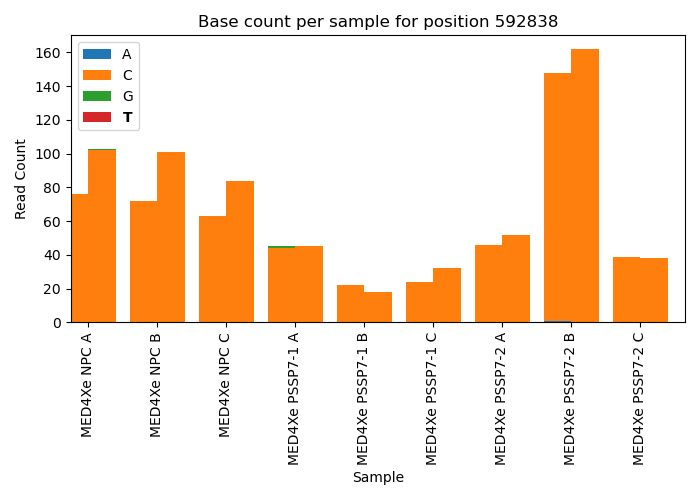 Base count per sample for position 592838
Read Count
160
140
120
100
80
60
40
20
0
A
C
G
T
MED4Xe NPC A
MED4Xe NPC B
MED4Xe NPC C
MED4Xe PSSP7-1 A
MED4Xe PSSP7-1 B
MED4Xe PSSP7-1 C
MED4Xe PSSP7-2 A
MED4Xe PSSP7-2 B
MED4Xe PSSP7-2 C
Sample